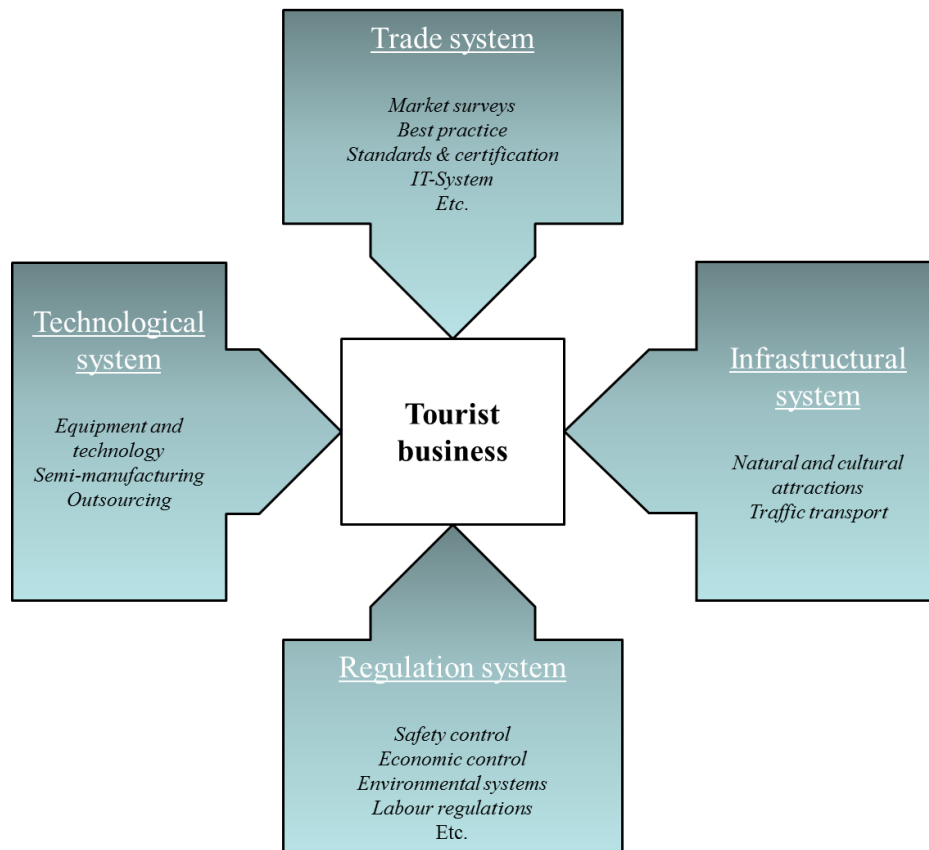 Trade system
Market surveys
Best practice
Standards & certification
IT-System
Etc.
Technological
system
Equipment and
technology
Semi-manufacturing
Outsourcing
Tourist
business
Infrastructural
system
Natural and cultural
attractions
Traffic transport
Regulation system
Safety control
Economic control
Environmental systems
Labour regulations
Etc.